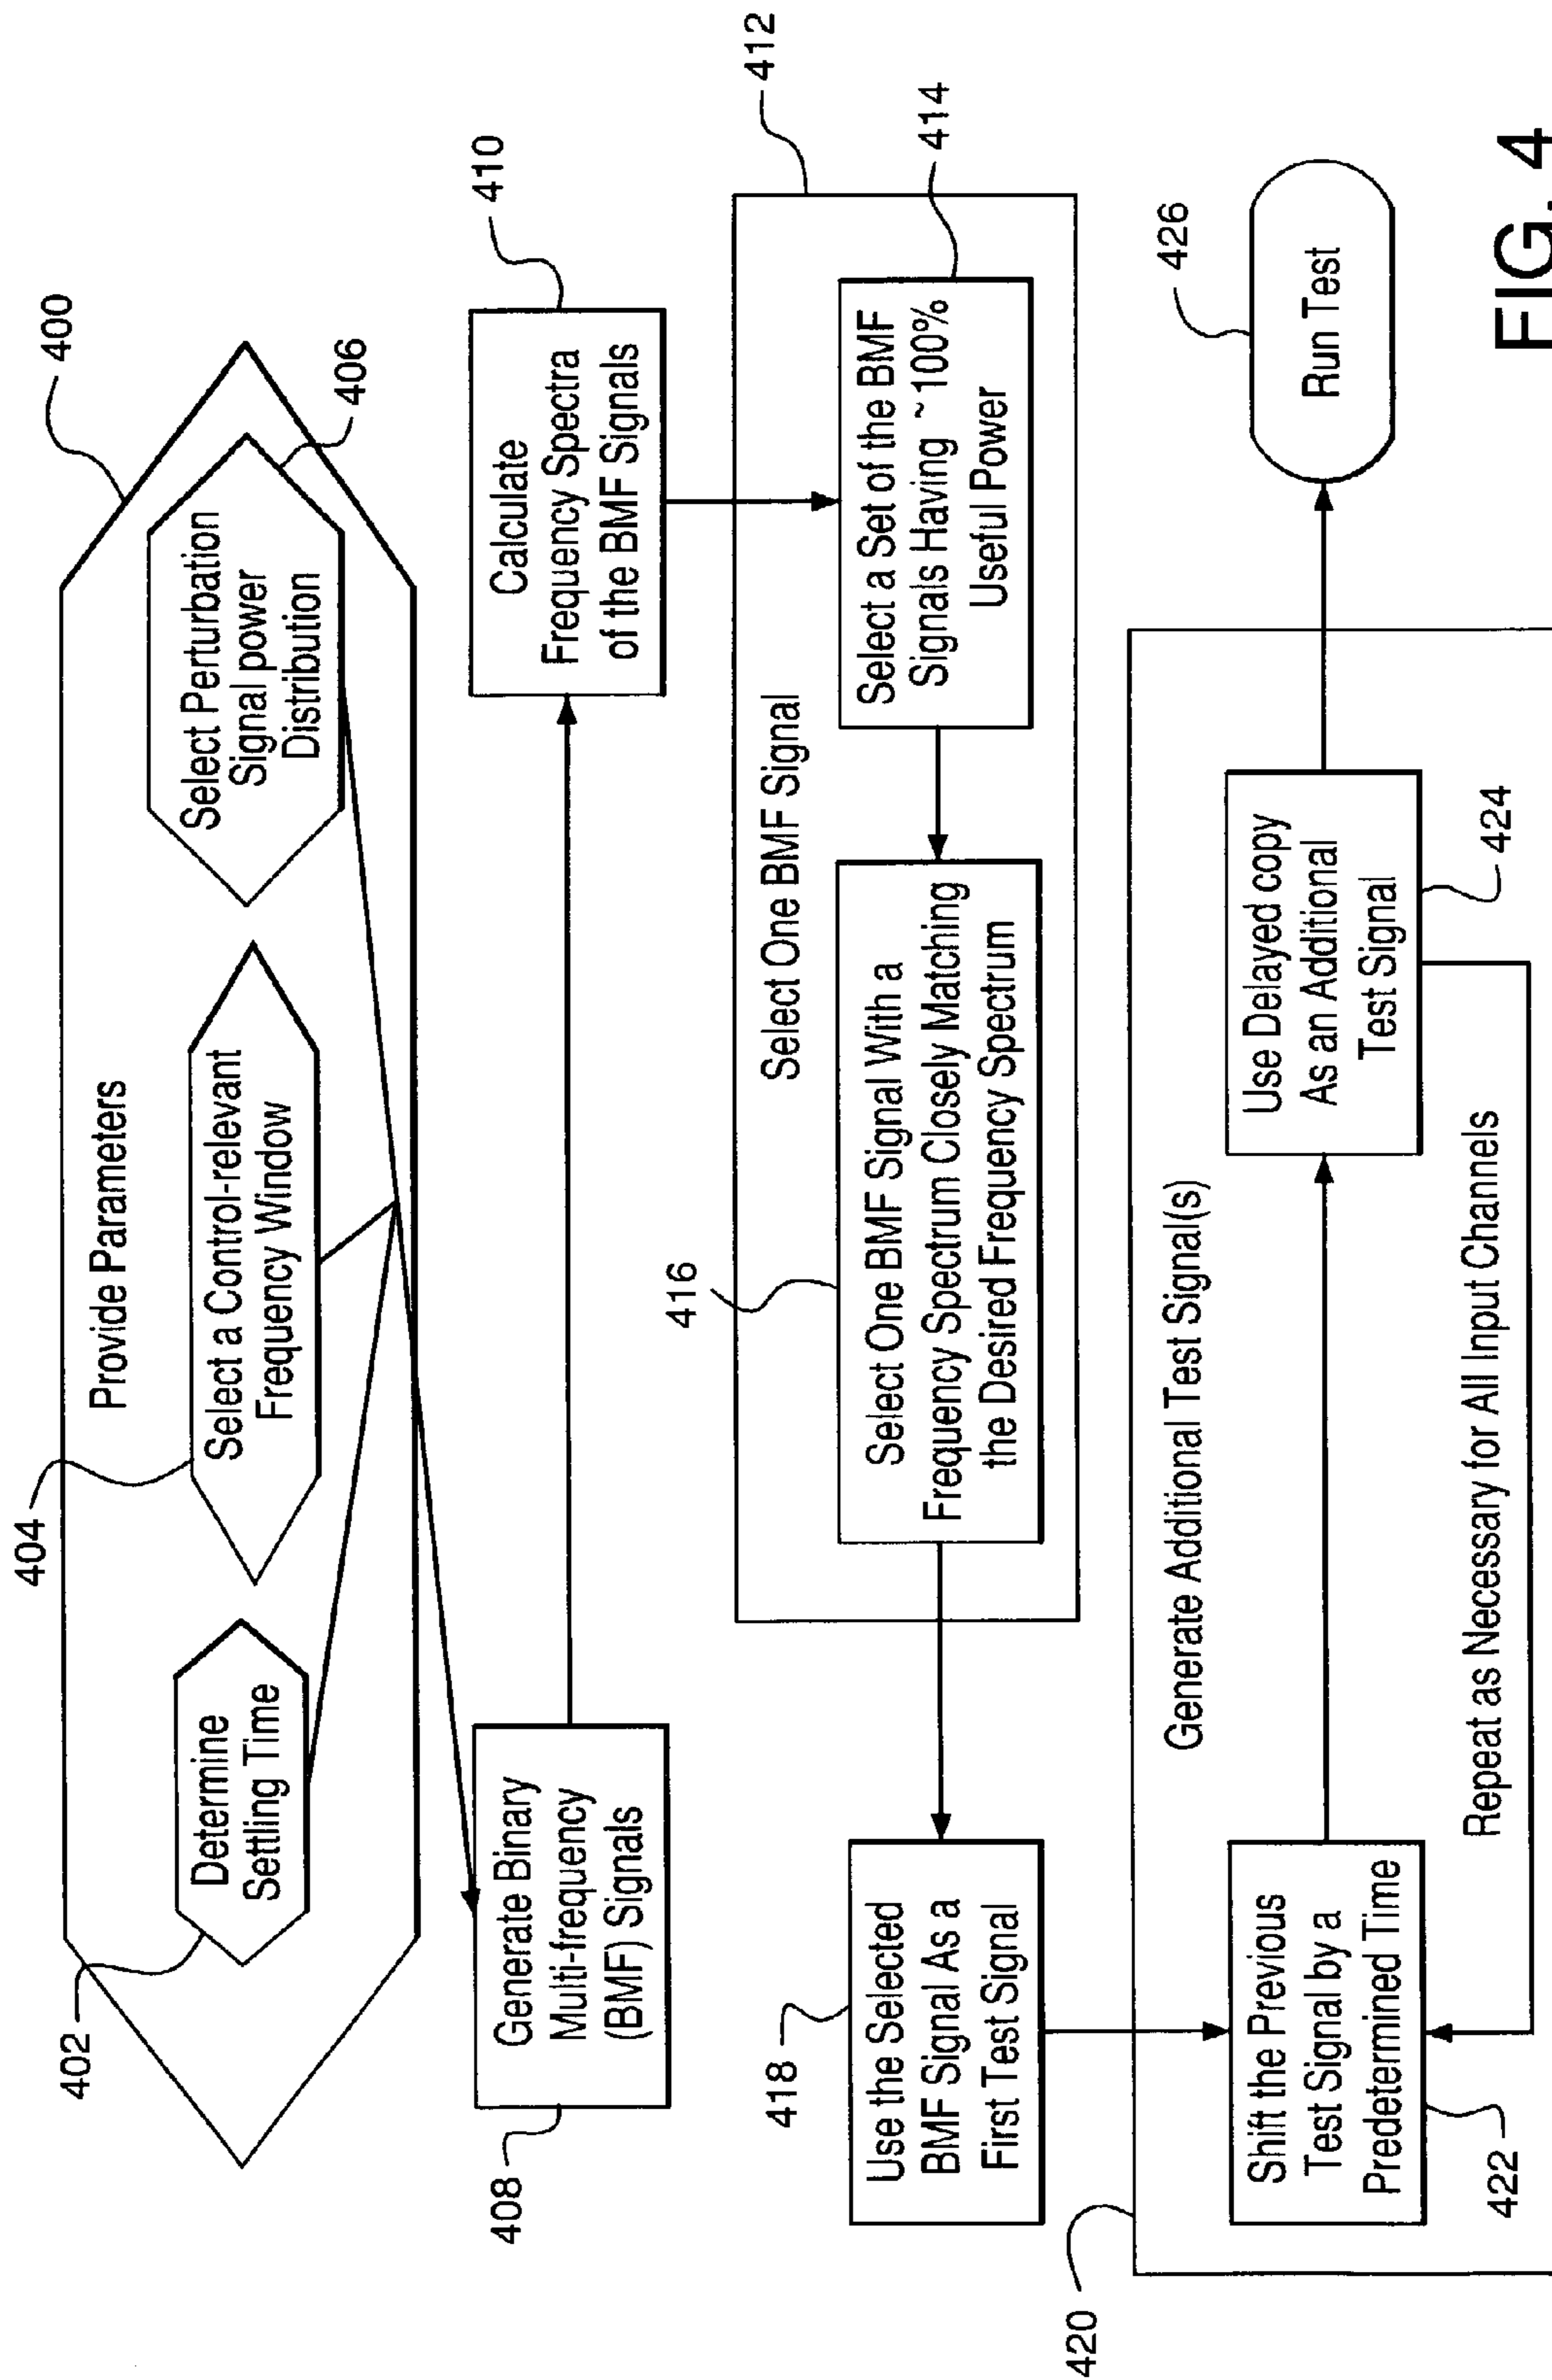 400
Provide Parameters
402
Determine
Settling Time
404
Select a Control-relevant
Frequency Window
Select Perturbation
Signal power
Distribution
406
408
Generate Binary
Multi-frequency
(BMF) Signals
410
Calculate
Frequency Spectra
of the BMF Signals
412
Select One BMF Signal
414
Select a Set of the BMF
Signals Having ~100%
Useful Power
416
Select One BMF Signal With a
Frequency Spectrum Closely Matching
the Desired Frequency Spectrum
418
Use the Selected
BMF Signal As a
First Test Signal
420
Generate Additional Test Signal(s)
Shift the Previous
Test Signal by a
Predetermined Time
422
Use Delayed copy
As an Additional
Test Signal
424
Repeat as Necessary for All Input Channels
426
Run Test
FIG. 4